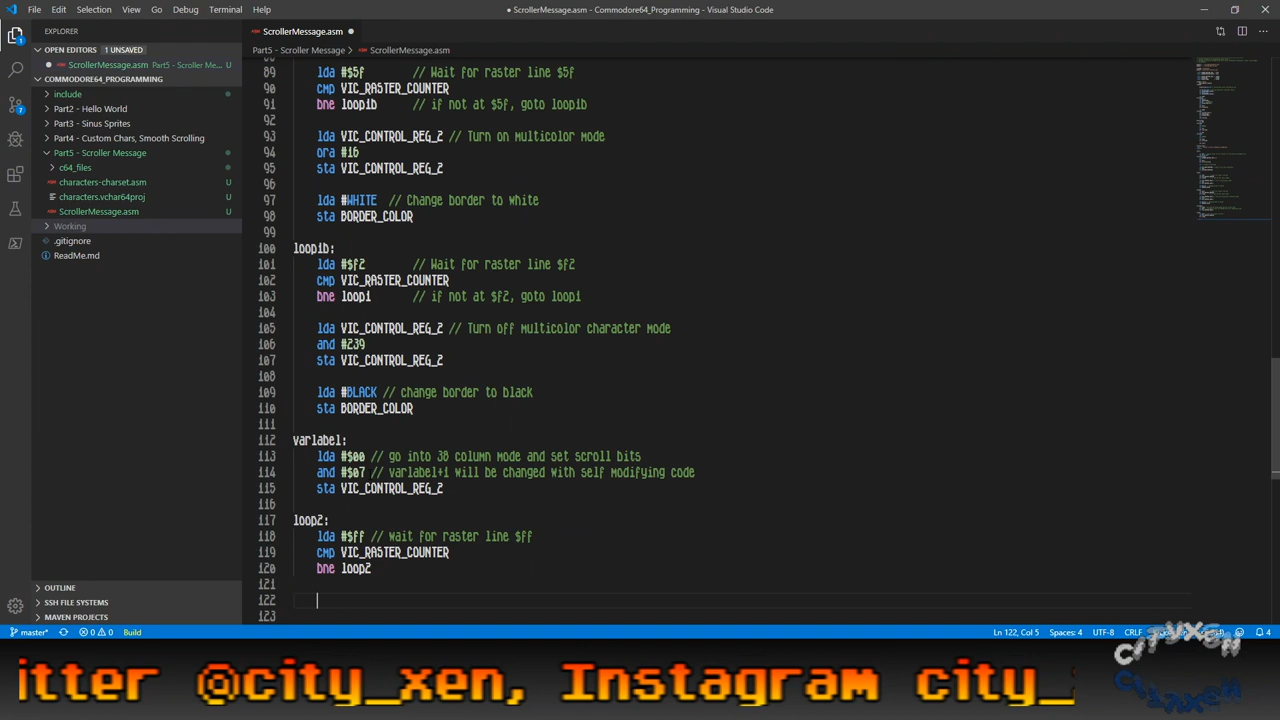 File Edit Selection View Go Debug Terminal Help
● ScrollerMessage.asm - Commodore64_Programming - Visual Studio Code
EXPLORER
OPEN EDITORS 1 UNSAVED
ScrollerMessage.asm Part5 - Scroller Me... U
COMMODORE64_PROGRAMMING
include
Part2 - Hello World
Part3 - Sinus Sprites
Part4 - Custom Chars, Smooth Scrolling
Part5 - Scroller Message
c64_files
characters-charset.asm U
characters.vchar64proj U
ScrollerMessage.asm U
Working
.gitignore
ReadMe.md
OUTLINE
SSH FILE SYSTEMS
MAVEN PROJECTS
ScrollerMessage.asm ●
Part5 - Scroller Message > ScrollerMessage.asm
89 lda #$5f // Wait for raster line $5f
90 cmp VIC_RASTER_COUNTER
91 bne loop1b // if not at $5f, goto loop1b
92
93 lda VIC_CONTROL_REG_2 // Turn on multicolor mode
94 ora #16
95 sta VIC_CONTROL_REG_2
96
97 lda #WHITE // Change border to white
98 sta BORDER_COLOR
99
100 loop1b:
101 lda #$f2 // Wait for raster line $f2
102 cmp VIC_RASTER_COUNTER
103 bne loop1 // if not at $f2, goto loop1
104
105 lda VIC_CONTROL_REG_2 // Turn off multicolor character mode
106 and #239
107 sta VIC_CONTROL_REG_2
108
109 lda #BLACK // change border to black
110 sta BORDER_COLOR
111
112 varlabel:
113 lda #$00 // go into 38 column mode and set scroll bits
114 and #$07 // varlabel+1 will be changed with self modifying code
115 sta VIC_CONTROL_REG_2
116
117 loop2:
118 lda #$ff // wait for raster line $ff
119 cmp VIC_RASTER_COUNTER
120 bne loop2
121
122
123
master* 0 0 Build Ln 122, Col 5 Spaces: 4 UTF-8 CRLF 4
itter @city_xen, Instagram city_
CITYXEN